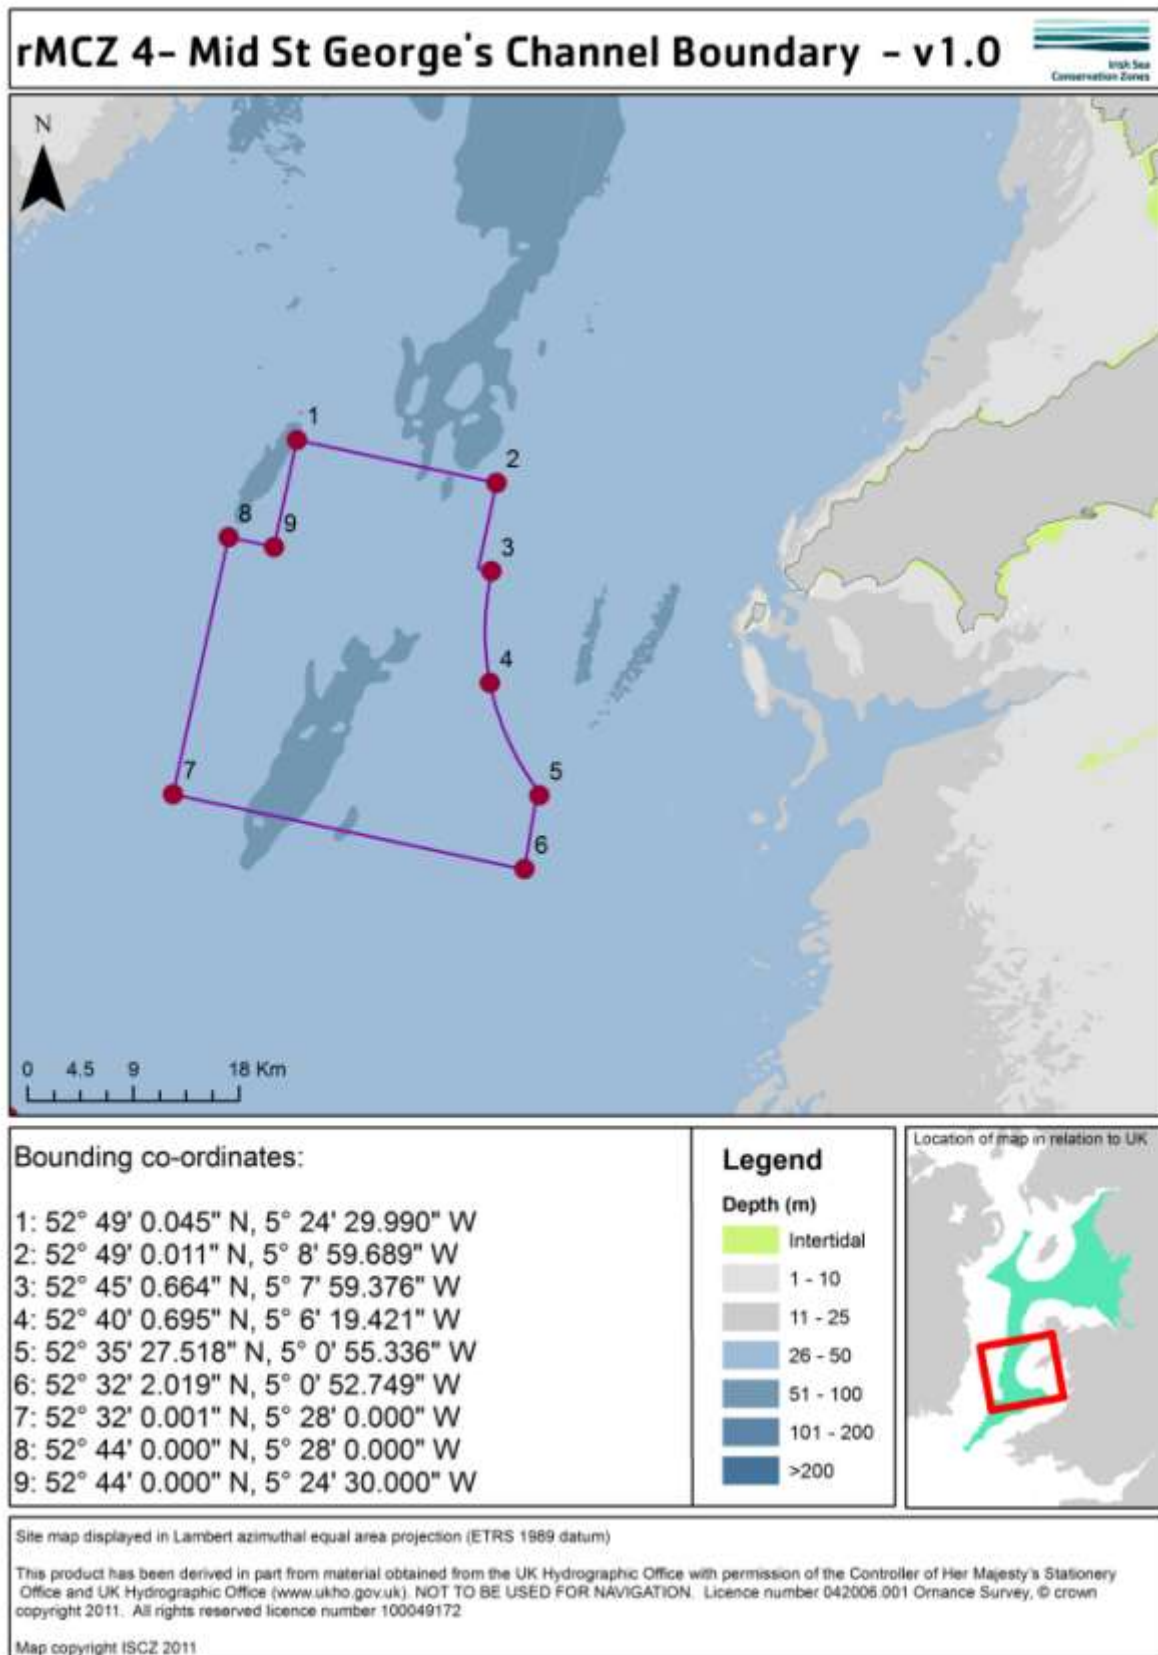 rMCZ 4– Mid St George's Channel Boundary - v1.0
Irish Sea
Conservation Zones
N
1
2
8
9
3
4
7
5
6
0 4.5 9 18 Km
Bounding co-ordinates:
1: 52° 49' 0.045" N, 5° 24' 29.990" W
2: 52° 49' 0.011" N, 5° 8' 59.689" W
3: 52° 45' 0.664" N, 5° 7' 59.376" W
4: 52° 40' 0.695" N, 5° 6' 19.421" W
5: 52° 35' 27.518" N, 5° 0' 55.336" W
6: 52° 32' 2.019" N, 5° 0' 52.749" W
7: 52° 32' 0.001" N, 5° 28' 0.000" W
8: 52° 44' 0.000" N, 5° 28' 0.000" W
9: 52° 44' 0.000" N, 5° 24' 30.000" W
Legend
Depth (m)
Intertidal
1 - 10
11 - 25
26 - 50
51 - 100
101 - 200
>200
Location of map in relation to UK
Site map displayed in Lambert azimuthal equal area projection (ETRS 1989 datum)
This product has been derived in part from material obtained from the UK Hydrographic Office with permission of the Controller of Her Majesty's Stationery
Office and UK Hydrographic Office (www.ukho.gov.uk). NOT TO BE USED FOR NAVIGATION. Licence number 042006.001 Ornance Survey, © crown
copyright 2011. All rights reserved licence number 100049172
Map copyright ISCZ 2011